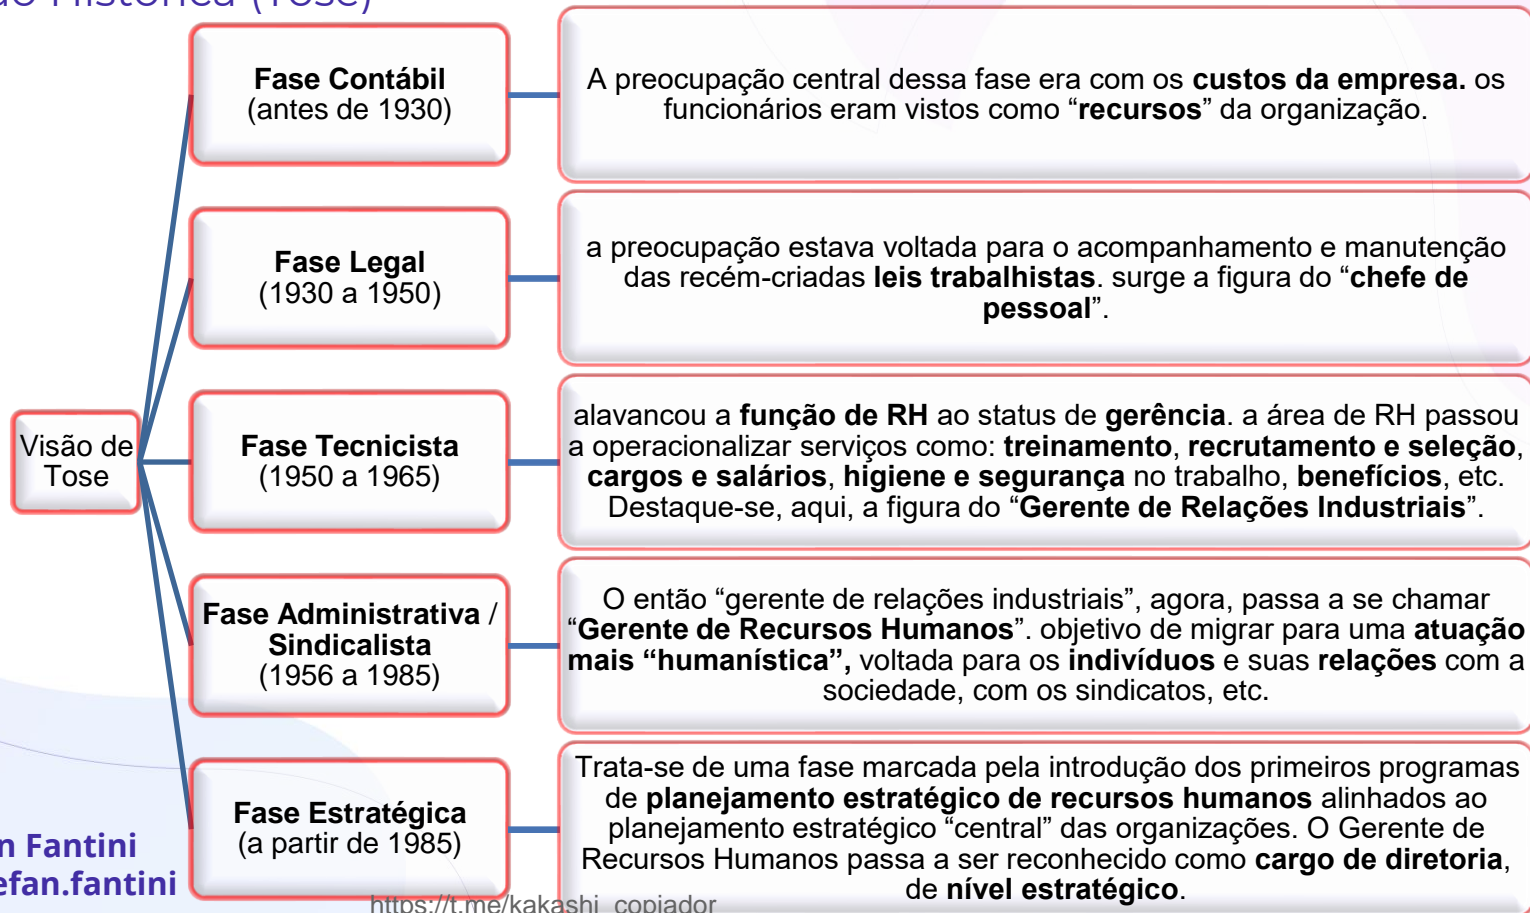 ão Histórica (Tose)
Fase Contábil
(antes de 1930)
A preocupação central dessa fase era com os custos da empresa. os
funcionários eram vistos como “recursos” da organização.
Fase Legal
(1930 a 1950)
a preocupação estava voltada para o acompanhamento e manutenção
das recém-criadas leis trabalhistas. surge a figura do “chefe de
pessoal”.
Visão de
Tose
Fase Tecnicista
(1950 a 1965)
alavancou a função de RH ao status de gerência. a área de RH passou
a operacionalizar serviços como: treinamento, recrutamento e seleção,
cargos e salários, higiene e segurança no trabalho, benefícios, etc.
Destaque-se, aqui, a figura do “Gerente de Relações Industriais”.
Fase Administrativa /
Sindicalista
(1956 a 1985)
O então “gerente de relações industriais”, agora, passa a se chamar
“Gerente de Recursos Humanos”. objetivo de migrar para uma atuação
mais “humanística”, voltada para os indivíduos e suas relações com a
sociedade, com os sindicatos, etc.
Fase Estratégica
(a partir de 1985)
Trata-se de uma fase marcada pela introdução dos primeiros programas
de planejamento estratégico de recursos humanos alinhados ao
planejamento estratégico “central” das organizações. O Gerente de
Recursos Humanos passa a ser reconhecido como cargo de diretoria,
de nível estratégico.
n Fantini
efan.fantini
https://t.me/kakashi_copiador